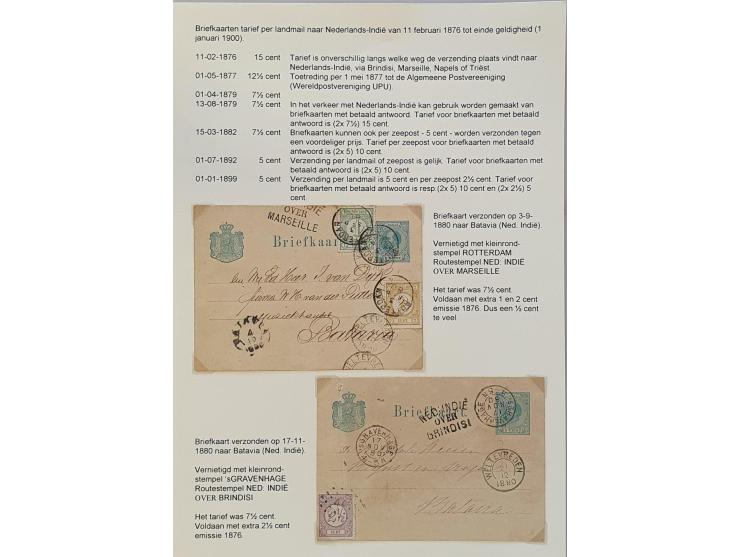 Briefkaarten tarief per landmail naar Nederlands-Indië van 11 februari 1876 tot einde geldigheid (1
januari 1900).
11-02-1876 15 cent Tarief is onverschillig langs welke weg de verzending plaats vindt naar
Nederlands-Indië, via Brindisi, Marseille, Napels of Triëst.
01-05-1877 12½ cent Toetreding per 1 mei 1877 tot de Algemene Postvereeniging
(Wereldpostvereniging UPU).
01-04-1879 7½ cent
13-08-1879 7½ cent In het verkeer met Nederlands-Indië kan gebruik worden gemaakt van
briefkaarten met betaald antwoord. Tarief voor briefkaarten met betaald
antwoord is (2x 7½) 15 cent.
15-03-1882 7½ cent Briefkaarten kunnen ook per zeepost - 5 cent - worden verzonden tegen
een voordeliger prijs. Tarief voor briefkaarten met betaald antwoord is
(2x 5) 10 cent.
01-07-1892 5 cent Verzending per landmail of zeepost is gelijk. Tarief voor briefkaarten met
betaald antwoord is (2x 5) 10 cent.
01-01-1899 5 cent Verzending per landmail is 5 cent en per zeepost 2½ cent. Tarief voor
briefkaarten met betaald antwoord is resp.(2x 5) 10 cent en (2x 2½) 5
cent.
OVER
MARSEILLE
Briefkaart
Batavia
Briefkaart verzonden op 3-9-
1880 naar Batavia (Ned. Indië).
Vernietigd met kleinrond-
stempel ROTTERDAM
Routestempel NED: INDIE
OVER MARSEILLE
Het tarief was 7½ cent.
Voldaan met extra 1 en 2 cent
emissie 1876. Dus een ½ cent
te veel
Briefkaart
NED. INDIË
OVER
BRINDISI
'SGRAVENHAGE
WELTEVREDEN
1880
2½
Batavia
Briefkaart verzonden op 17-11-
1880 naar Batavia (Ned. Indië).
Vernietigd met kleinrond-
stempel 'sGRAVENHAGE
Routestempel NED: INDIË
OVER BRINDISI
Het tarief was 7½ cent.
Voldaan met extra 2½ cent
emissie 1876.